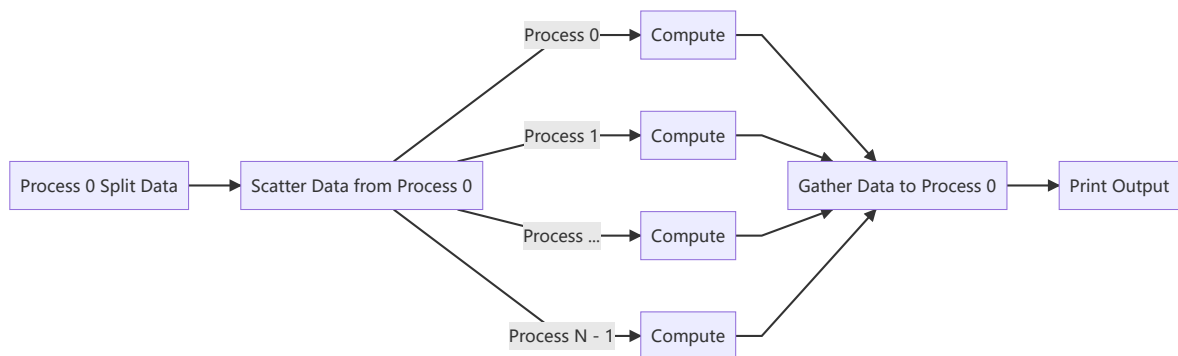 Process 0 Split Data
Scatter Data from Process 0
Process 0
Compute
Process 1
Compute
Process ...
Compute
Process N - 1
Compute
Gather Data to Process 0
Print Output